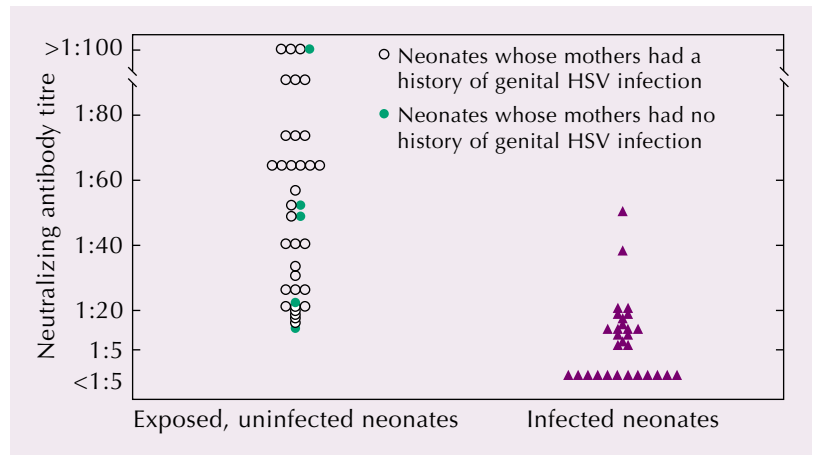 Neutralizing antibody titre
>1:100
1:80
1:60
1:40
1:20
1:5
<1:5
Neonates whose mothers had a
history of genital HSV infection
Neonates whose mothers had no
history of genital HSV infection
Exposed, uninfected neonates
Infected neonates